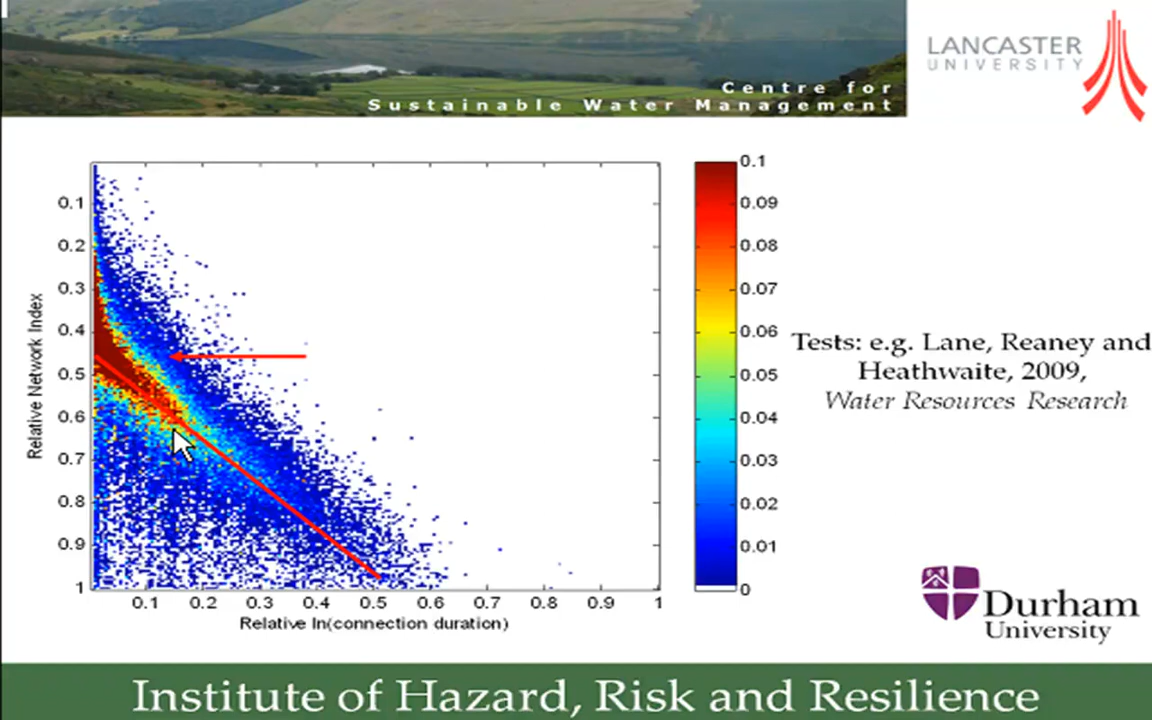 Centre for
Sustainable Water Management
LANCASTER
UNIVERSITY
0.1
0.2
0.3
0.4
0.5
0.6
0.7
0.8
0.9
1
Relative Network Index
0.1 0.2 0.3 0.4 0.5 0.6 0.7 0.8 0.9 1
Relative ln(connection duration)
0.1
0.09
0.08
0.07
0.06
0.05
0.04
0.03
0.02
0.01
0
Tests: e.g. Lane, Reaney and
Heathwaite, 2009,
Water Resources Research
Durham
University
Institute of Hazard, Risk and Resilience